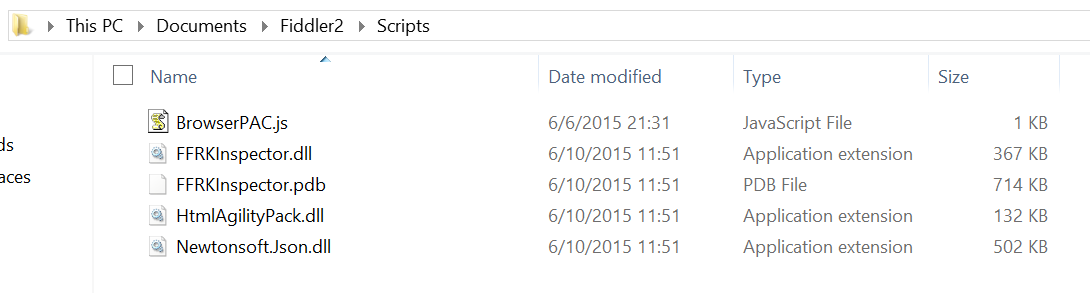 This PC Documents Fiddler2 Scripts
Name Date modified Type Size
BrowserPAC.js 6/6/2015 21:31 JavaScript File 1 KB
ds
FFRKInspector.dll 6/10/2015 11:51 Application extension 367 KB
aces
FFRKInspector.pdb 6/10/2015 11:51 PDB File 714 KB
HtmlAgilityPack.dll 6/10/2015 11:51 Application extension 132 KB
Newtonsoft.Json.dll 6/10/2015 11:51 Application extension 502 KB